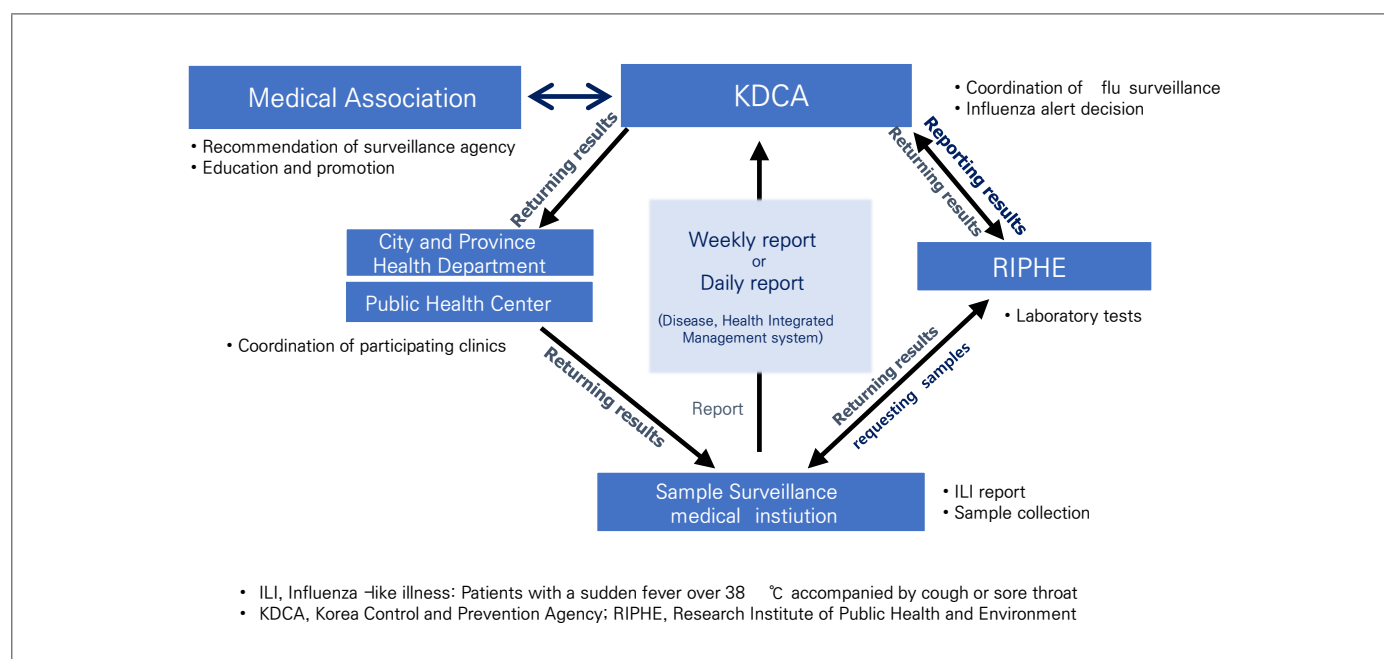 Medical Association
KDCA
• Coordination of flu surveillance
• Influenza alert decision
• Recommendation of surveillance agency
• Education and promotion
Returning results
Reporting results
Returning results
City and Province
Health Department
Public Health Center
• Coordination of participating clinics
Weekly report
or
Daily report
(Disease, Health Integrated
Management system)
RIPHE
• Laboratory tests
Returning results
Report
Returning results
requesting samples
Sample Surveillance
medical instiution
• ILI report
• Sample collection
• ILI, Influenza -like illness: Patients with a sudden fever over 38 ℃ accompanied by cough or sore throat
• KDCA, Korea Control and Prevention Agency; RIPHE, Research Institute of Public Health and Environment